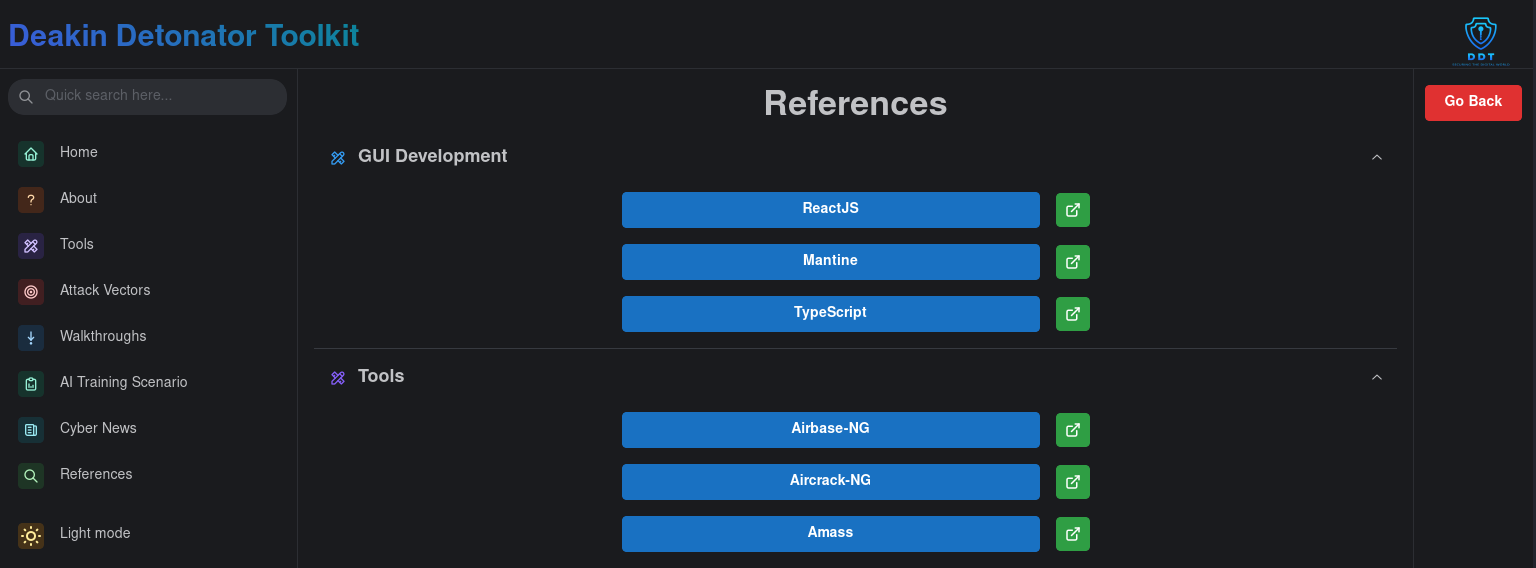 Deakin Detonator Toolkit
DDT
Quick search here...
Home
About
Tools
Attack Vectors
Walkthroughs
AI Training Scenario
Cyber News
References
Light mode
References
GUI Development
ReactJS
Mantine
TypeScript
Tools
Airbase-NG
Aircrack-NG
Amass
Go Back